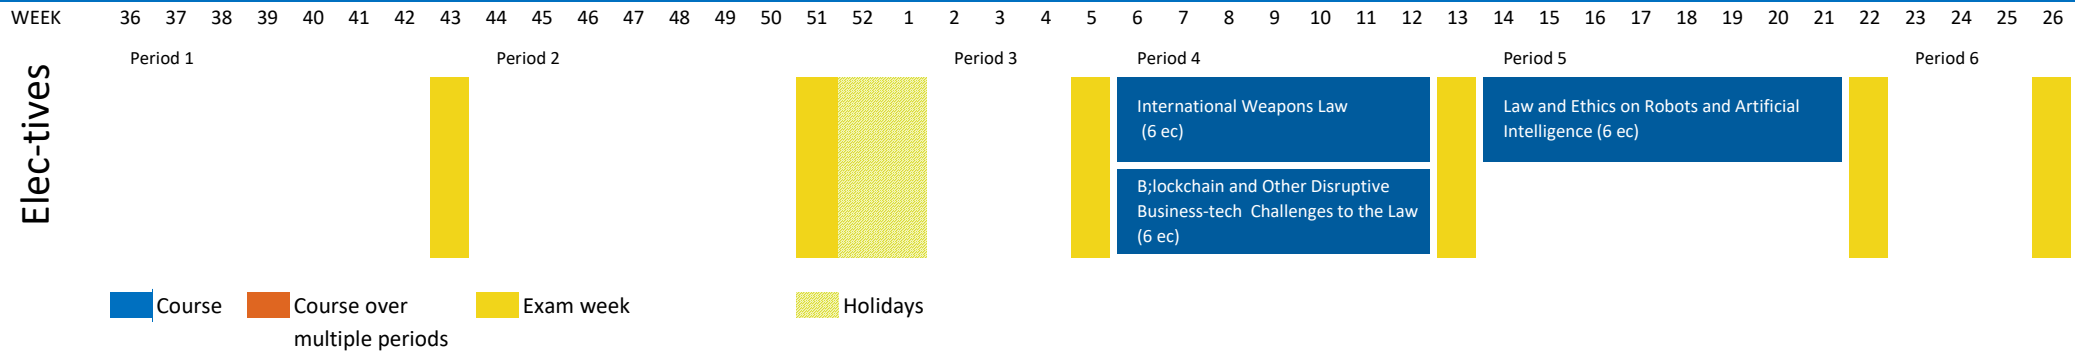 WEEK 36 37 38 39 40 41 42 43 44 45 46 47 48 49 50 51 52 1 2 3 4 5 6 7 8 9 10 11 12 13 14 15 16 17 18 19 20 21 22 23 24 25 26
Period 1 Period 2 Period 3 Period 4 Period 5 Period 6
Elec-tives
International Weapons Law
(6 ec)
B;lockchain and Other Disruptive
Business-tech Challenges to the Law
(6 ec)
Law and Ethics on Robots and Artificial
Intelligence (6 ec)
Course
Course over
multiple periods
Exam week
Holidays